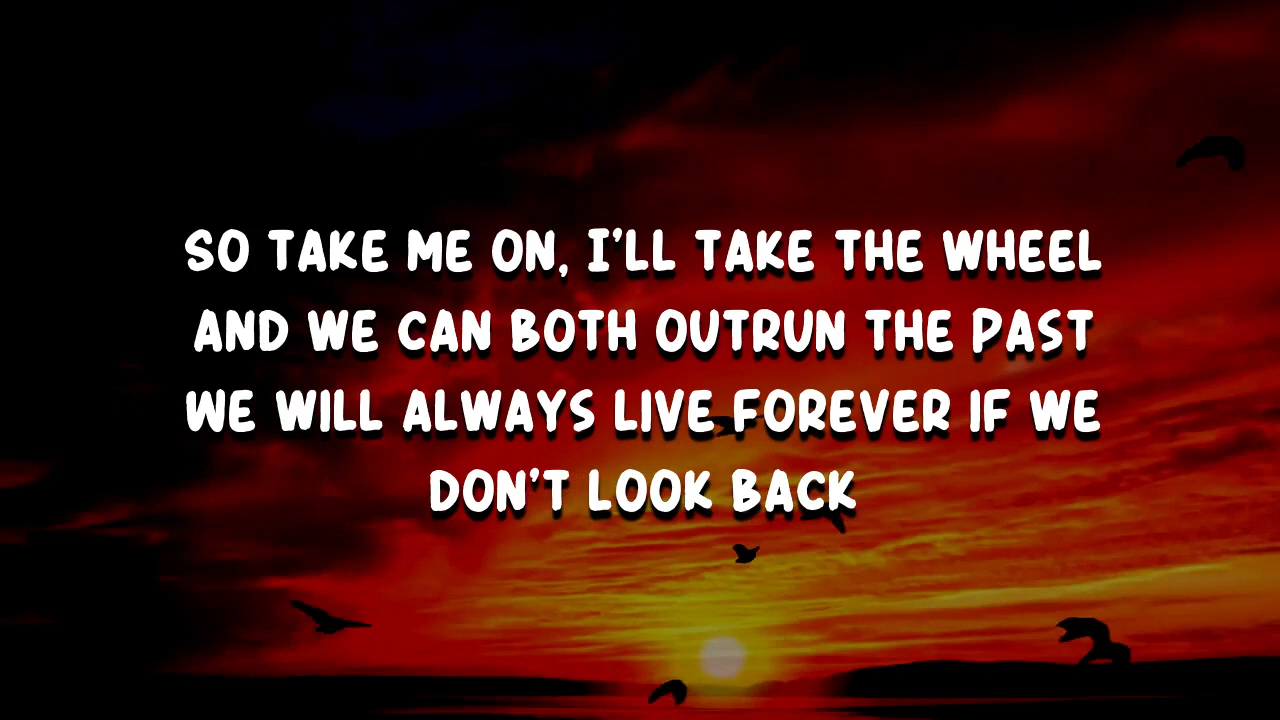 SO TAKE ME ON, I'LL TAKE THE WHEEL
AND WE CAN BOTH OUTRUN THE PAST
WE WILL ALWAYS LIVE FOREVER IF WE
DON'T LOOK BACK